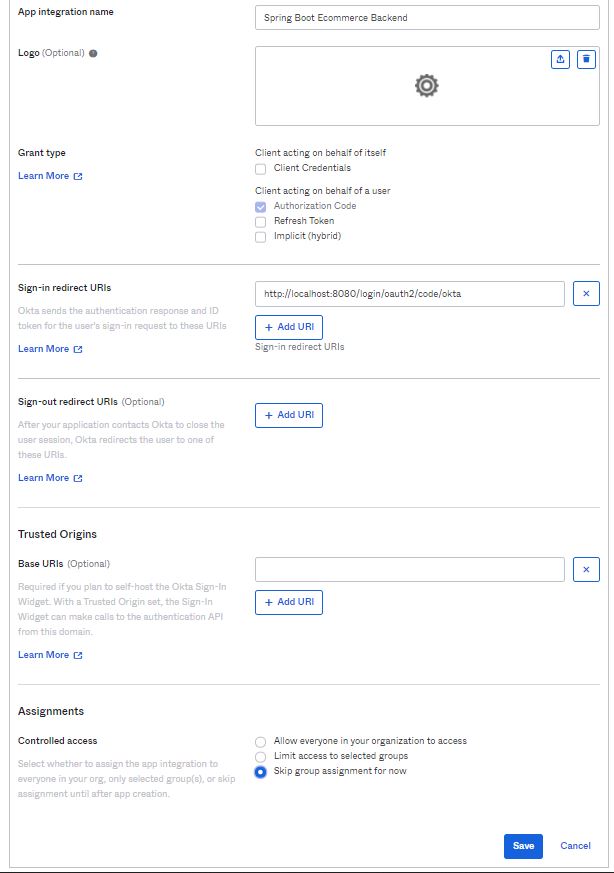 App integration name
Spring Boot Ecommerce Backend
Logo (Optional)
Grant type
Learn More
Client acting on behalf of itself
Client Credentials
Client acting on behalf of a user
Authorization Code
Refresh Token
Implicit (hybrid)
Sign-in redirect URIs
Okta sends the authentication response and ID
token for the user's sign-in request to these URIs
Learn More
http://localhost:8080/login/oauth2/code/okta
+ Add URI
Sign-in redirect URIs
Sign-out redirect URIs (Optional)
After your application contacts Okta to close the
user session, Okta redirects the user to one of
these URIs.
Learn More
+ Add URI
Trusted Origins
Base URIs (Optional)
Required if you plan to self-host the Okta Sign-In
Widget. With a Trusted Origin set, the Sign-In
Widget can make calls to the authentication API
from this domain.
Learn More
+ Add URI
Assignments
Controlled access
Select whether to assign the app integration to
everyone in your org, only selected group(s), or skip
assignment until after app creation.
Allow everyone in your organization to access
Limit access to selected groups
Skip group assignment for now
Save
Cancel